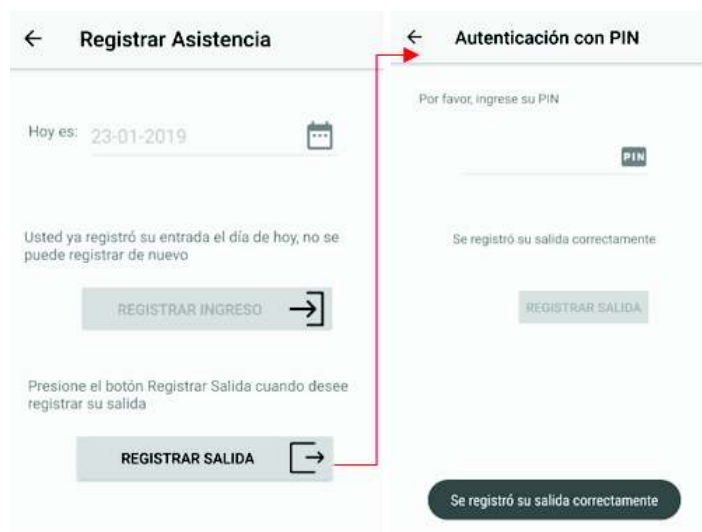 Registrar Asistencia
Hoy es: 23-01-2019
Usted ya registró su entrada el día de hoy, no se
puede registrar de nuevo
REGISTRAR INGRESO
Presione el botón Registrar Salida cuando desee
registrar su salida
REGISTRAR SALIDA
Autenticación con PIN
Por favor, ingrese su PIN
PIN
Se registró su salida correctamente
REGISTRAR SALIDA
Se registró su salida correctamente